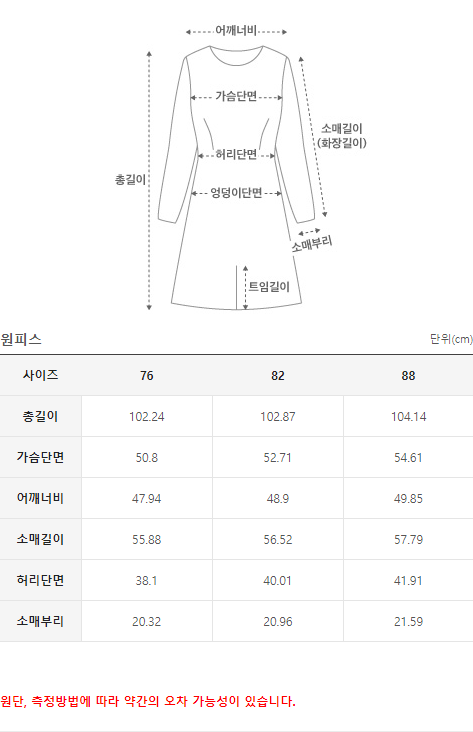 어깨너비
가슴단면
소매길이
(화장길이)
허리단면
총길이
엉덩이단면
소매부리
트임길이
원피스 단위(cm)
사이즈 76 82 88
총길이 102.24 102.87 104.14
가슴단면 50.8 52.71 54.61
어깨너비 47.94 48.9 49.85
소매길이 55.88 56.52 57.79
허리단면 38.1 40.01 41.91
소매부리 20.32 20.96 21.59
원단, 측정방법에 따라 약간의 오차 가능성이 있습니다.